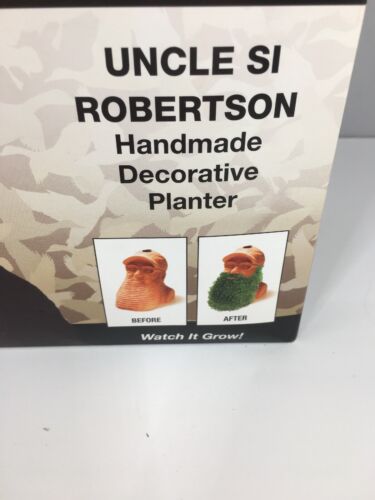 UNCLE SI
ROBERTSON
Handmade
Decorative
Planter
BEFORE
AFTER
Watch It Grow!